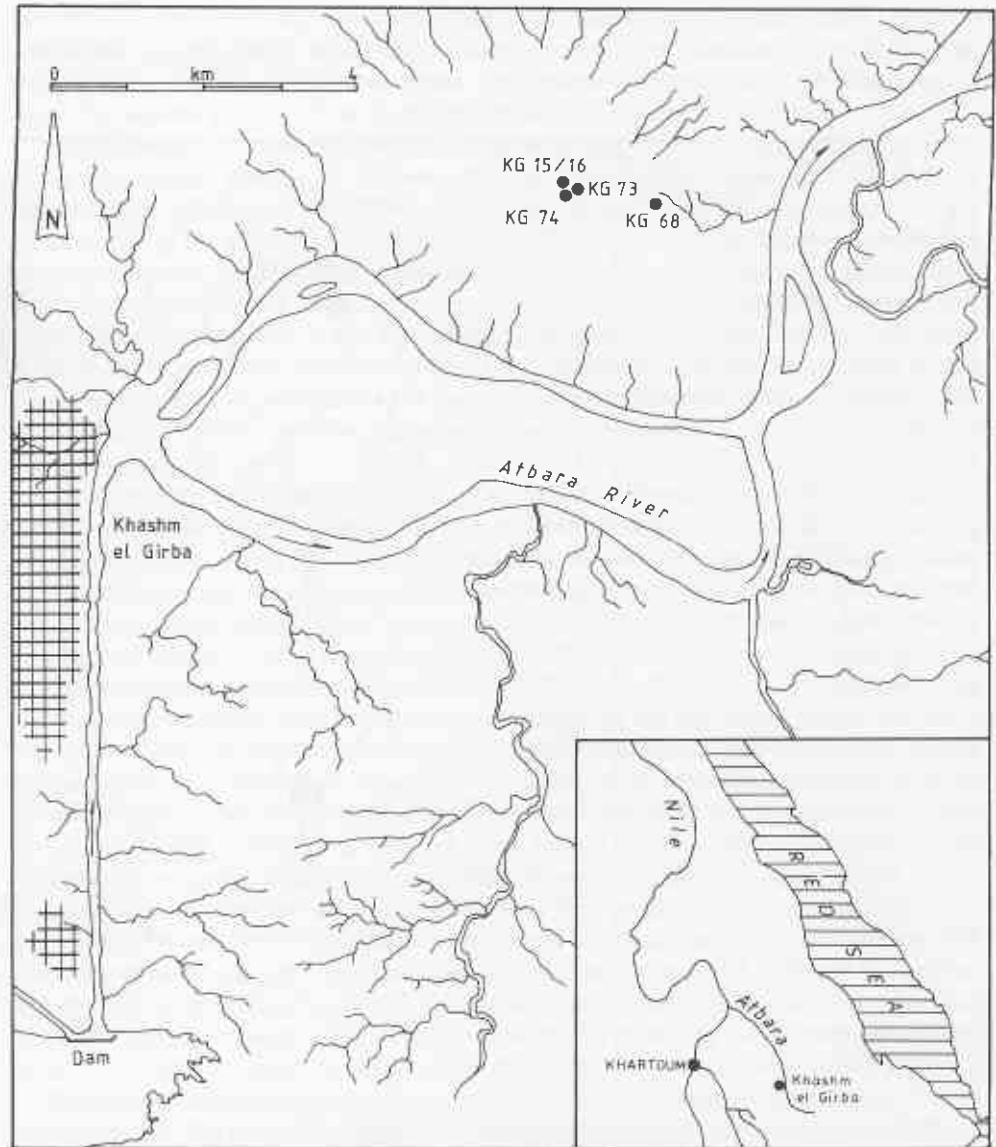 0 km 4
N
KG 15/16
KG 73
KG 74
KG 68
Atbara River
Khashm
el Girba
Dam
Nile
RED SEA
Atbara
KHARTOUM
Khashm
el Girba